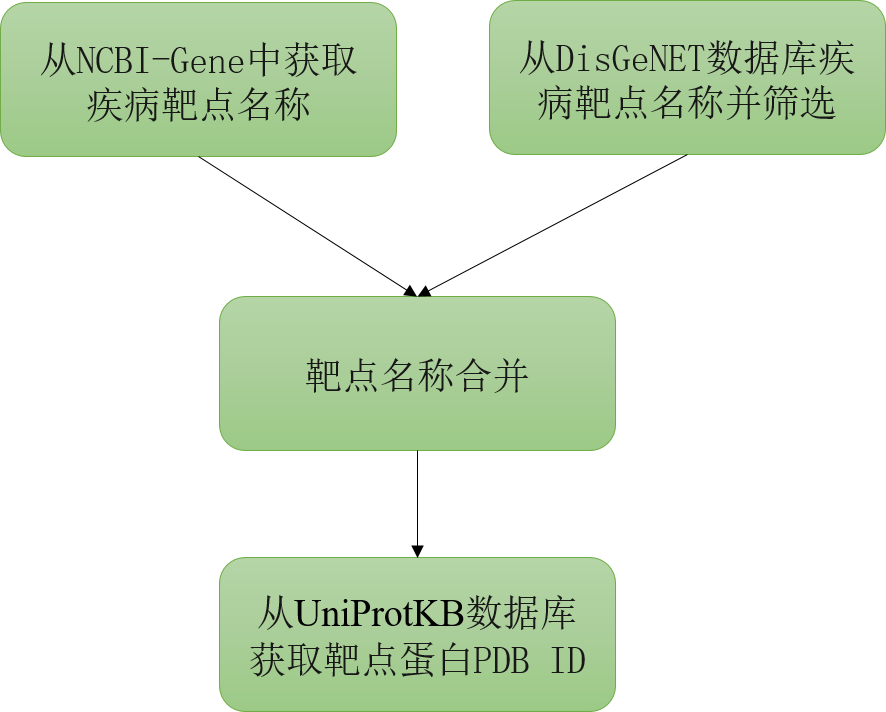 从NCBI-Gene中获取
疾病靶点名称
从DisGeNET数据库疾
病靶点名称并筛选
靶点名称合并
从UniProtKB数据库
获取靶点蛋白PDB ID